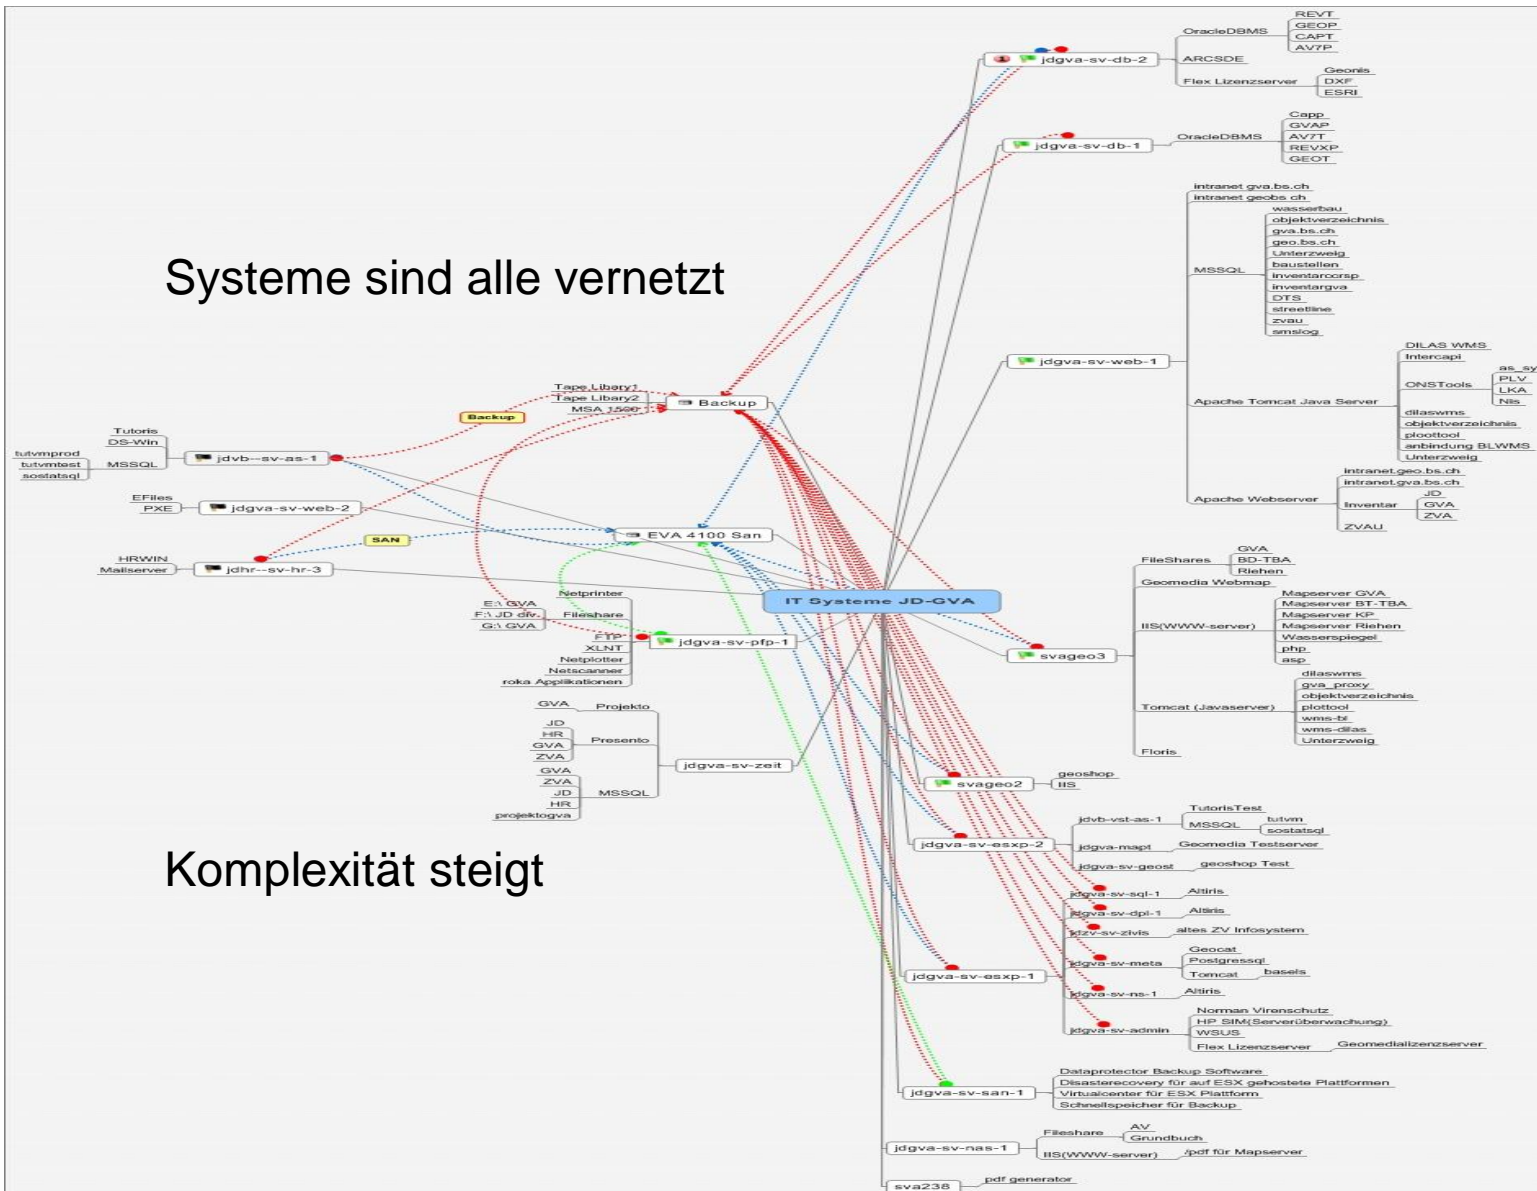 Systeme sind alle vernetzt
Komplexität steigt
IT Systeme JD-GVA
jdgva-sv-db-2
OracleDBMS
REVT
GEOP
CAPT
AV7P
ARCSDE
Flex Lizenzserver
Geonis
DXF
ESRI
jdgva-sv-db-1
OracleDBMS
Capp
GVAP
AV7T
REVXP
GEOT
jdgva-sv-web-1
intranet gva.bs.ch
intranet geobs ch
MSSQL
wasserbau
objektverzeichnis
gva.bs.ch
geo.bs.ch
Unterzweig
baustellen
inventarccrsp
inventargva
DTS
streetline
zvau
smslog
Apache Tomcat Java Server
DILAS WMS
Intercapi
ONSTools
as_sy
PLV
LKA
Nis
dilaswms
objektverzeichnis
ploottool
anbindung BLWMS
Unterzweig
Apache Webserver
intranet.geo.bs.ch
intranet.gva.bs.ch
Inventar
JD
GVA
ZVA
ZVAU
Backup
Tape Libary1
Tape Libary2
MSA 1500
Backup
jdvb--sv-as-1
Tutoris
DS-Win
MSSQL
tutvmprod
tutvmtest
sostatsql
jdgva-sv-web-2
EFiles
PXE
EVA 4100 San
SAN
jdhr--sv-hr-3
HRWIN
Mailserver
jdgva-sv-pfp-1
Netprinter
Fileshare
E:\ GVA
F:\ JD div.
G:\ GVA
FTP
XLNT
Netplotter
Netscanner
roka Applikationen
jdgva-sv-zeit
Projekto
GVA
Presento
JD
HR
GVA
ZVA
MSSQL
GVA
ZVA
JD
HR
projektogva
svageo3
FileShares
GVA
BD-TBA
Riehen
Geomedia Webmap
IIS(WWW-server)
Mapserver GVA
Mapserver BT-TBA
Mapserver KP
Mapserver Riehen
Wasserspiegel
php
asp
Tomcat (Javaserver)
dilaswms
gva_proxy
objektverzeichnis
plottool
wms-bl
wms-dilas
Unterzweig
Floris
svageo2
geoshop
IIS
jdgva-sv-esxp-2
jdvb-vst-as-1
TutorisTest
MSSQL
tutvm
sostatsql
jdgva-mapt
Geomedia Testserver
jdgva-sv-geost
geoshop Test
jdgva-sv-esxp-1
jdgva-sv-sql-1
Altiris
jdgva-sv-dpl-1
Altiris
jdzv-sv-zivis
altes ZV Infosystem
jdgva-sv-meta
Geocat
Postgressql
Tomcat
baseis
jdgva-sv-ns-1
Altiris
jdgva-sv-admin
Norman Virenschutz
HP SIM(Serverüberwachung)
WSUS
Flex Lizenzserver
Geomedializenzserver
jdgva-sv-san-1
Dataprotector Backup Software
Disasterecovery für auf ESX gehostete Plattformen
Virtualcenter für ESX Plattform
Schnellspeicher für Backup
jdgva-sv-nas-1
Fileshare
AV
Grundbuch
IIS(WWW-server)
/pdf für Mapserver
sva238
pdf generator